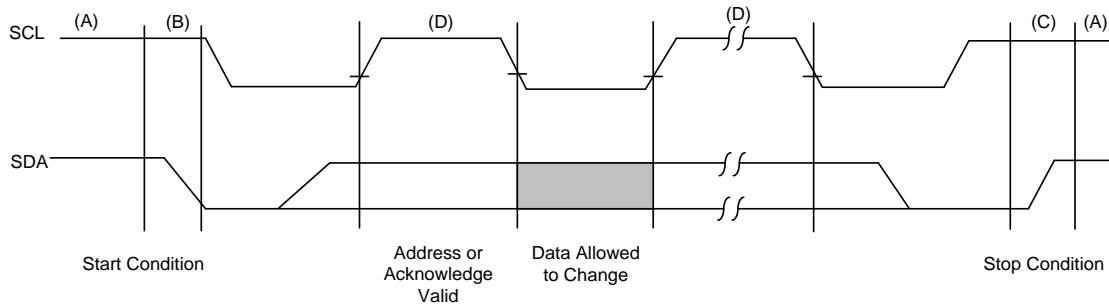 (A)
(B)
(D)
(D)
(C)
(A)
SCL
SDA
Start Condition
Address or
Acknowledge
Valid
Data Allowed
to Change
Stop Condition